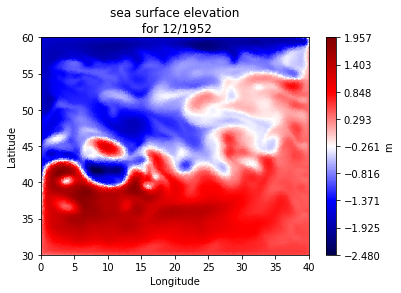 sea surface elevation
for 12/1952
60
55
50
45
40
35
30
Latitude
0 5 10 15 20 25 30 35 40
Longitude
1.957
1.403
0.848
0.293
−0.261
−0.816
−1.371
−1.925
−2.480
m